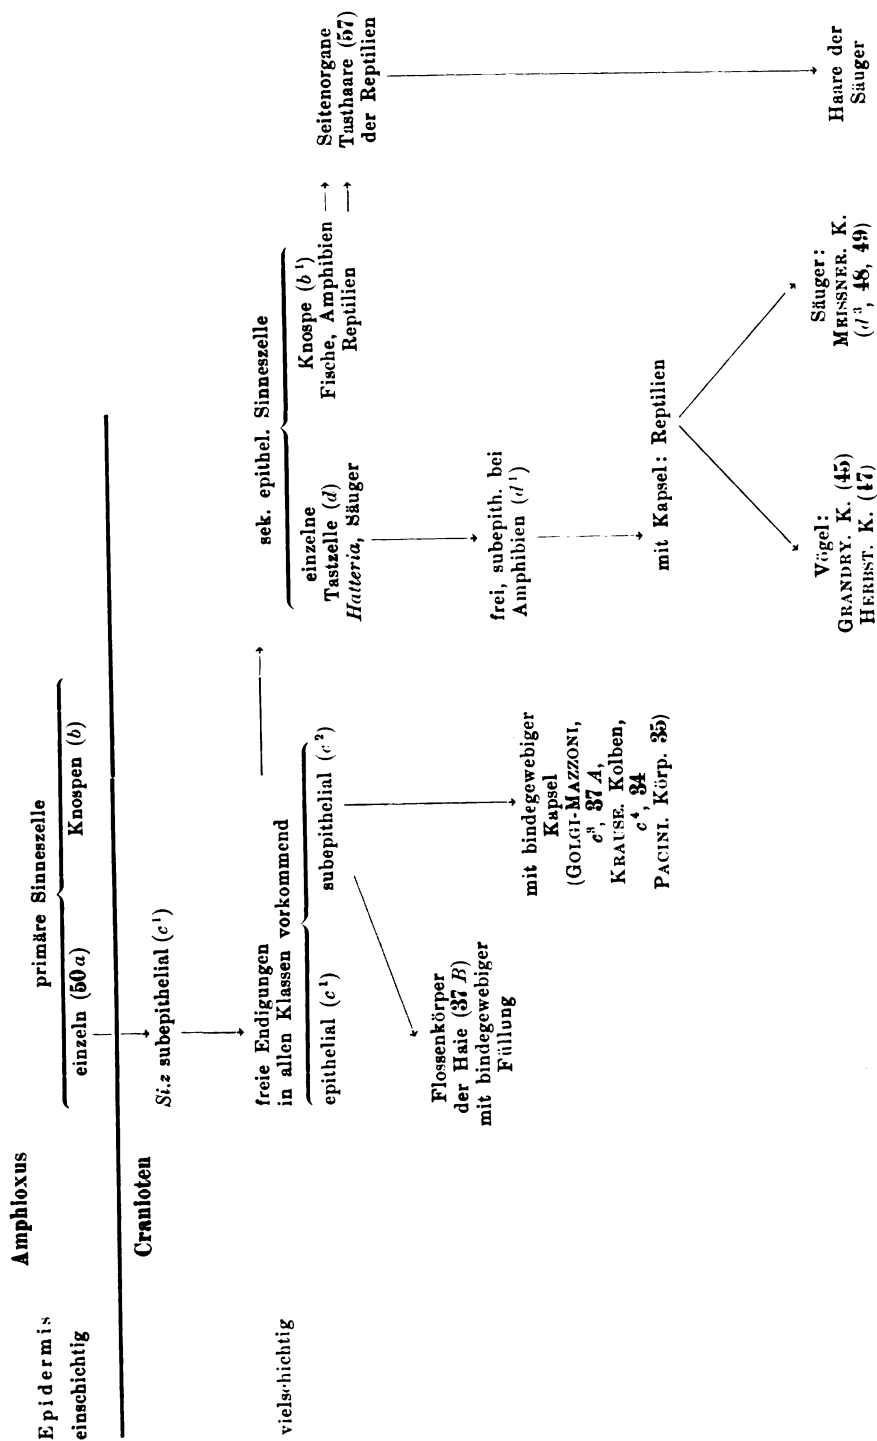 Amphioxus
Epidermis
primäre Sinneszelle
einschichtig
einzeln (50 a)
Knospen (b)
Cranioten
Si.z subepithelial (c¹)
vielschichtig
freie Endigungen
in allen Klassen vorkommend
epithelial (c¹)
subepithelial (c²)
sek. epithel. Sinneszelle
einzelne
Tastzelle (d)
Hatteria, Säuger
Knospe (b¹)
Fische, Amphibien
Reptilien
Seitenorgane
Tasthaare (57)
der Reptilien
Flossenkörper
der Haie (37 B)
mit bindegewebiger
Füllung
mit bindegewebiger
Kapsel
(GOLGI-MAZZONI,
c³, 37 A,
KRAUSE. Kolben,
c⁴, 34
PACINI. Körp. 35)
frei, subepith. bei
Amphibien (d¹)
mit Kapsel: Reptilien
Vögel:
GRANDRY. K. (45)
HERBST. K. (47)
Säuger:
MEISSNER. K.
(d³, 48, 49)
Haare der
Säuger